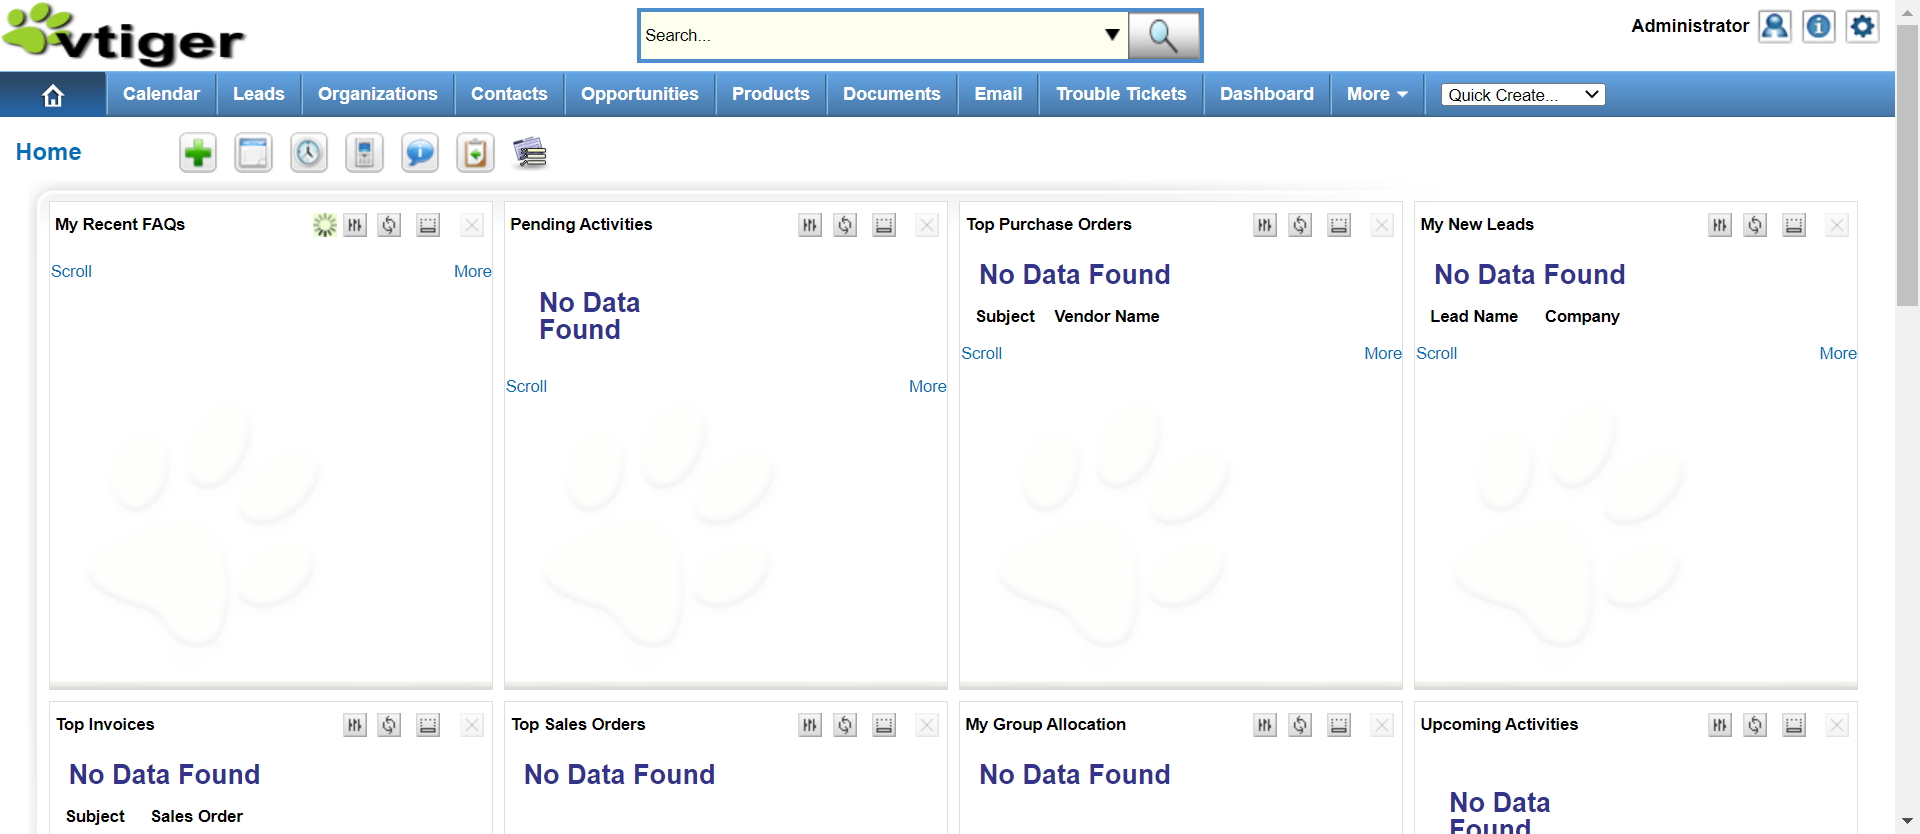 vtiger
Search...
Administrator
Calendar Leads Organizations Contacts Opportunities Products Documents Email Trouble Tickets Dashboard More Quick Create...
Home
My Recent FAQs
Scroll More
Pending Activities
No Data
Found
Scroll More
Top Purchase Orders
No Data Found
Subject Vendor Name
Scroll More
My New Leads
No Data Found
Lead Name Company
Scroll More
Top Invoices
No Data Found
Subject Sales Order
Top Sales Orders
No Data Found
My Group Allocation
No Data Found
Upcoming Activities
No Data
Found